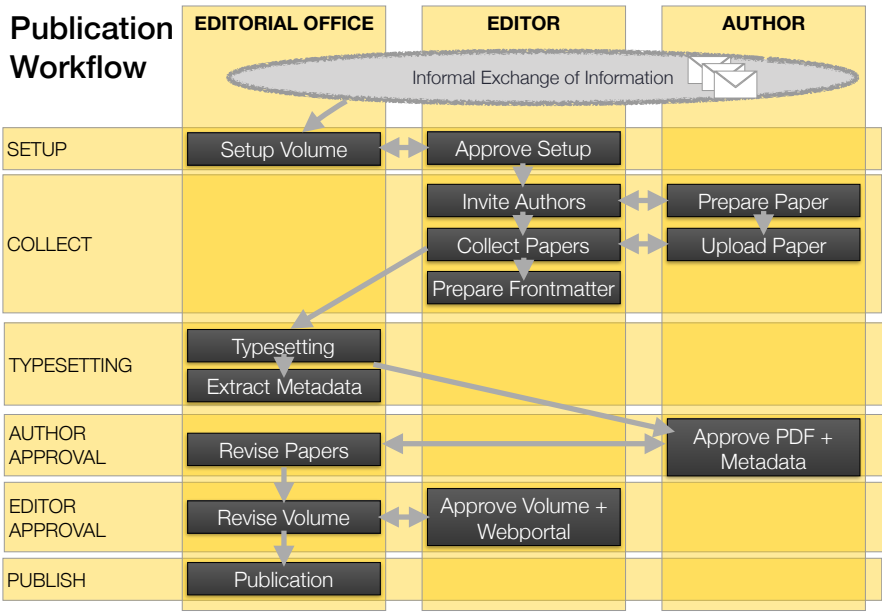 Publication
Workflow
EDITORIAL OFFICE
EDITOR
AUTHOR
Informal Exchange of Information
SETUP
Setup Volume
Approve Setup
COLLECT
Invite Authors
Prepare Paper
Collect Papers
Upload Paper
Prepare Frontmatter
TYPESETTING
Typesetting
Extract Metadata
AUTHOR
APPROVAL
Revise Papers
Approve PDF +
Metadata
EDITOR
APPROVAL
Revise Volume
Approve Volume +
Webportal
PUBLISH
Publication